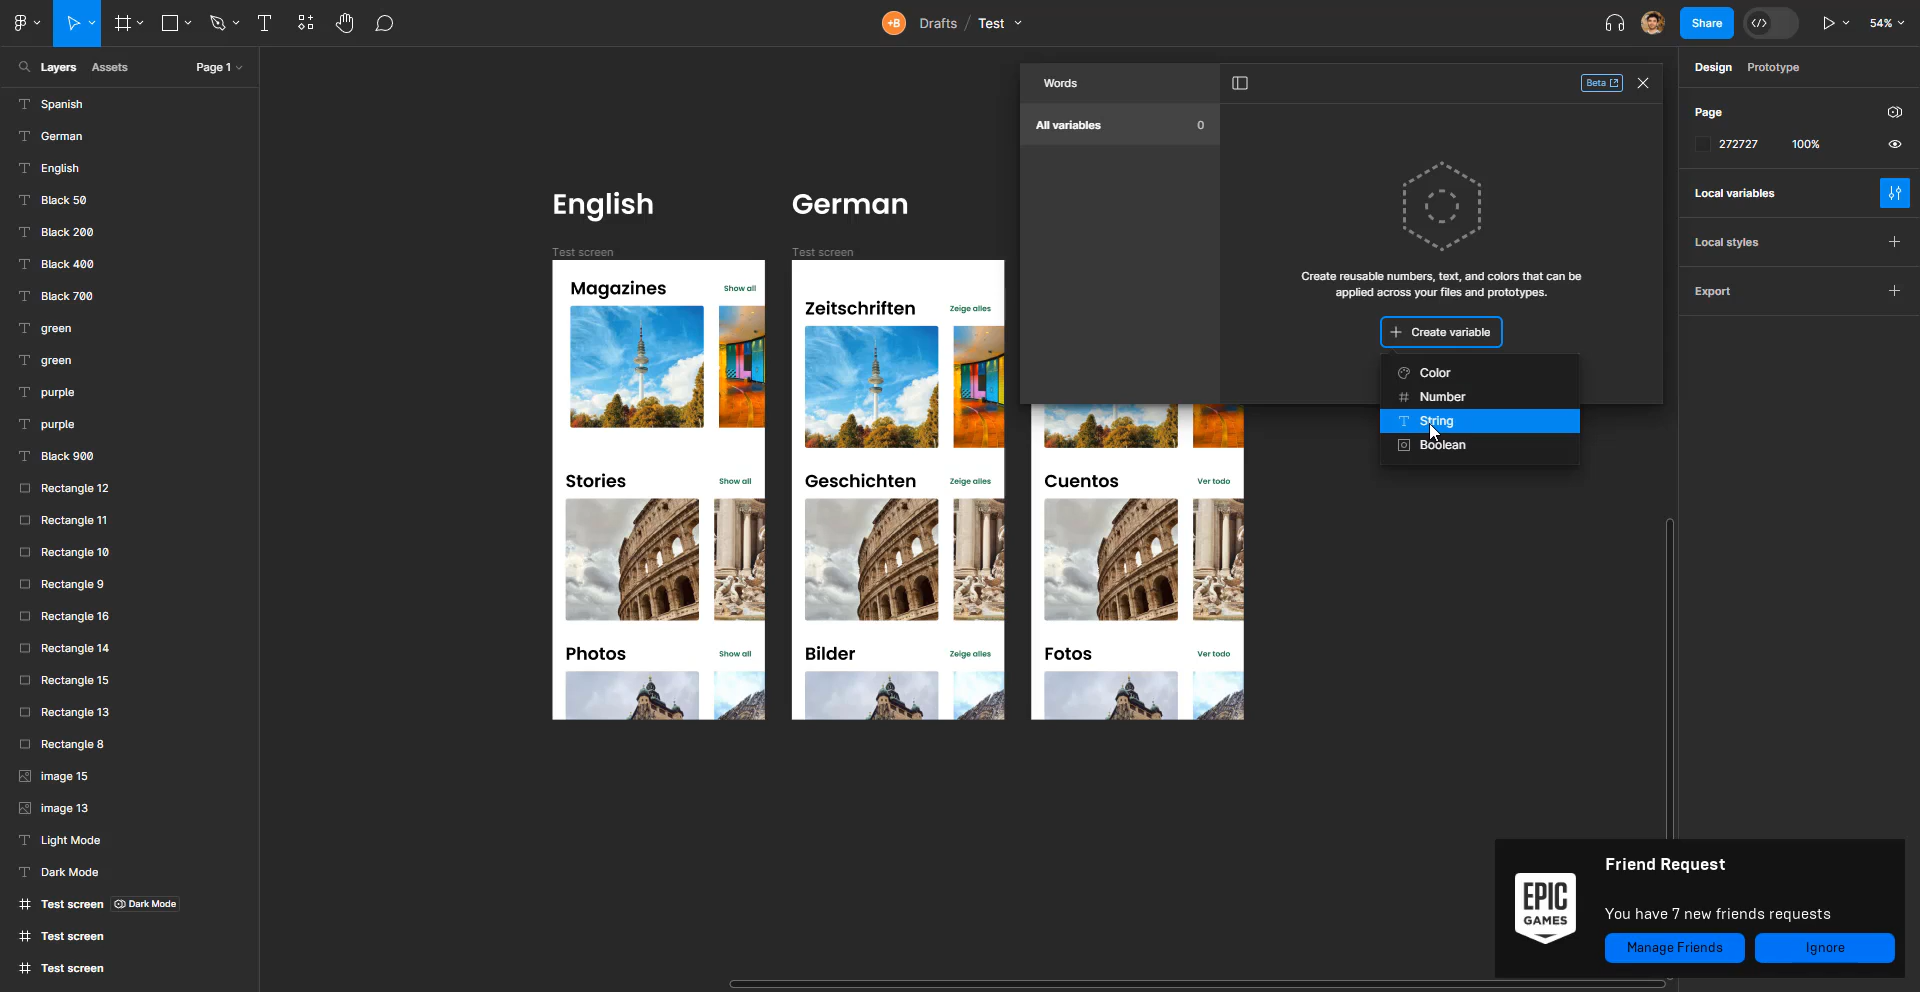 Drafts / Test
Share
54%
Layers
Assets
Page 1
Spanish
German
English
Black 50
Black 200
Black 400
Black 700
green
green
purple
purple
Black 900
Rectangle 12
Rectangle 11
Rectangle 10
Rectangle 9
Rectangle 16
Rectangle 14
Rectangle 15
Rectangle 13
Rectangle 8
image 15
image 13
Light Mode
Dark Mode
Test screen Dark Mode
Test screen
Test screen
English
Test screen
Magazines
Show all
Stories
Show all
Photos
Show all
German
Test screen
Zeitschriften
Zeige alles
Geschichten
Zeige alles
Bilder
Zeige alles
Cuentos
Ver todo
Fotos
Ver todo
Words
Beta
All variables 0
Create reusable numbers, text, and colors that can be
applied across your files and prototypes.
Create variable
Color
Number
String
Boolean
Design
Prototype
Page
272727
100%
Local variables
Local styles
Export
EPIC
GAMES
Friend Request
You have 7 new friends requests
Manage Friends
Ignore
+B